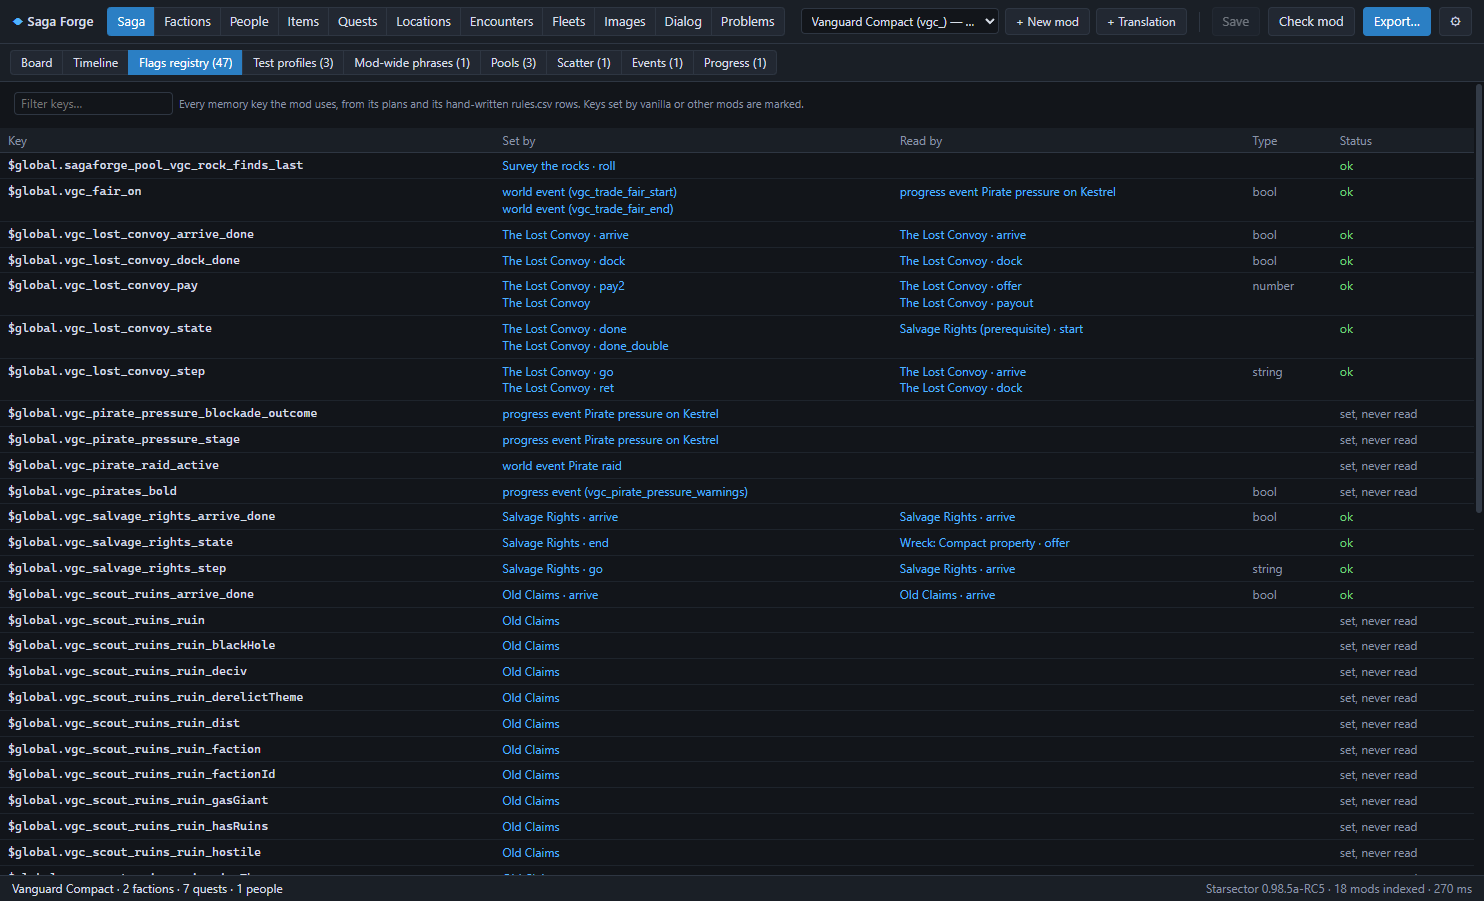 Saga Forge Saga Factions People Items Quests Locations Encounters Fleets Images Dialog Problems Vanguard Compact (vgc_) — ... + New mod + Translation Save Check mod Export...
Board Timeline Flags registry (47) Test profiles (3) Mod-wide phrases (1) Pools (3) Scatter (1) Events (1) Progress (1)
Filter keys... Every memory key the mod uses, from its plans and its hand-written rules.csv rows. Keys set by vanilla or other mods are marked.
Key Set by Read by Type Status
$global.sagaforge_pool_vgc_rock_finds_last Survey the rocks · roll ok
$global.vgc_fair_on world event (vgc_trade_fair_start) progress event Pirate pressure on Kestrel bool ok
world event (vgc_trade_fair_end)
$global.vgc_lost_convoy_arrive_done The Lost Convoy · arrive The Lost Convoy · arrive bool ok
$global.vgc_lost_convoy_dock_done The Lost Convoy · dock The Lost Convoy · dock bool ok
$global.vgc_lost_convoy_pay The Lost Convoy · pay2 The Lost Convoy · offer number ok
The Lost Convoy The Lost Convoy · payout
$global.vgc_lost_convoy_state The Lost Convoy · done Salvage Rights (prerequisite) · start ok
The Lost Convoy · done_double
$global.vgc_lost_convoy_step The Lost Convoy · go The Lost Convoy · arrive string ok
The Lost Convoy · ret The Lost Convoy · dock
$global.vgc_pirate_pressure_blockade_outcome progress event Pirate pressure on Kestrel set, never read
$global.vgc_pirate_pressure_stage progress event Pirate pressure on Kestrel set, never read
$global.vgc_pirate_raid_active world event Pirate raid set, never read
$global.vgc_pirates_bold progress event (vgc_pirate_pressure_warnings) bool set, never read
$global.vgc_salvage_rights_arrive_done Salvage Rights · arrive Salvage Rights · arrive bool ok
$global.vgc_salvage_rights_state Salvage Rights · end Wreck: Compact property · offer ok
$global.vgc_salvage_rights_step Salvage Rights · go Salvage Rights · arrive string ok
$global.vgc_scout_ruins_arrive_done Old Claims · arrive Old Claims · arrive bool ok
$global.vgc_scout_ruins_ruin Old Claims set, never read
$global.vgc_scout_ruins_ruin_blackHole Old Claims set, never read
$global.vgc_scout_ruins_ruin_deciv Old Claims set, never read
$global.vgc_scout_ruins_ruin_derelictTheme Old Claims set, never read
$global.vgc_scout_ruins_ruin_dist Old Claims set, never read
$global.vgc_scout_ruins_ruin_faction Old Claims set, never read
$global.vgc_scout_ruins_ruin_factionId Old Claims set, never read
$global.vgc_scout_ruins_ruin_gasGiant Old Claims set, never read
$global.vgc_scout_ruins_ruin_hasRuins Old Claims set, never read
$global.vgc_scout_ruins_ruin_hostile Old Claims set, never read
Vanguard Compact · 2 factions · 7 quests · 1 people Starsector 0.98.5a-RC5 · 18 mods indexed · 270 ms